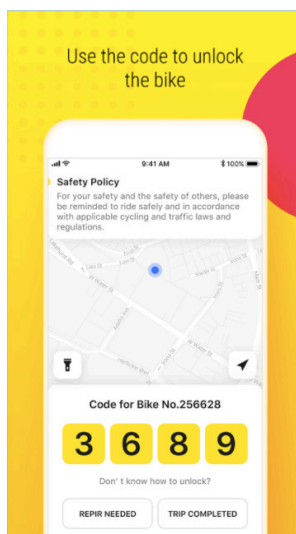 Use the code to unlock
the bike
9:41 AM
100%
Safety Policy
For your safety and the safety of others, please
be reminded to ride safely and in accordance
with applicable cycling and traffic laws and
regulations.
Code for Bike No.256628
3 6 8 9
Don' t know how to unlock?
REPIR NEEDED TRIP COMPLETED